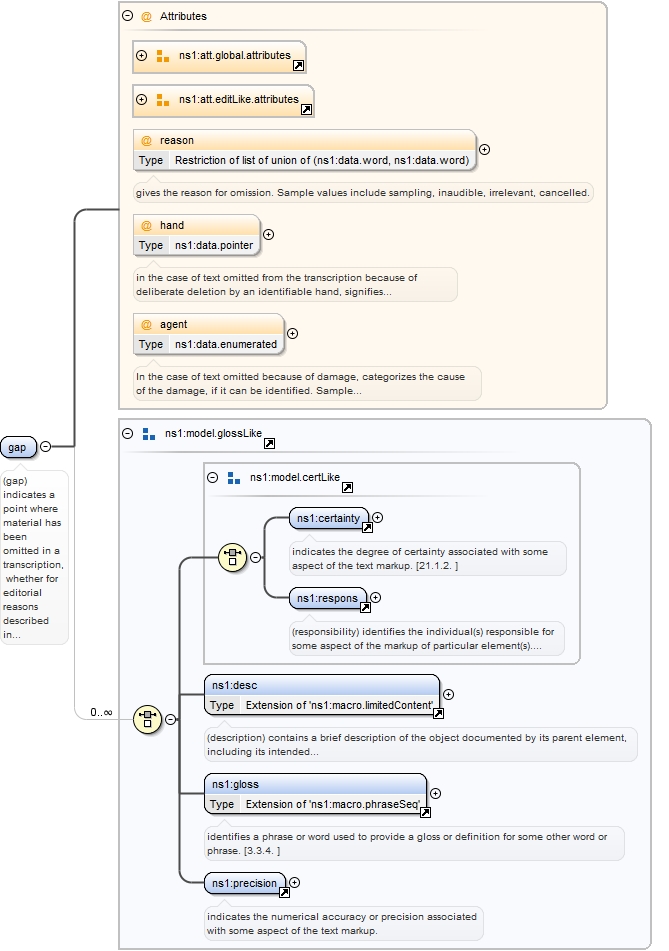 @ Attributes
ns1:att.global.attributes
ns1:att.editLike.attributes
@ reason
Type Restriction of list of union of (ns1:data.word, ns1:data.word)
gives the reason for omission. Sample values include sampling, inaudible, irrelevant, cancelled.
@ hand
Type ns1:data.pointer
in the case of text omitted from the transcription because of
deliberate deletion by an identifiable hand, signifies...
@ agent
Type ns1:data.enumerated
In the case of text omitted because of damage, categorizes the cause
of the damage, if it can be identified. Sample...
gap
(gap)
indicates a
point where
material has
been
omitted in a
transcription,
whether for
editorial
reasons
described
in...
0..∞
ns1:model.glossLike
ns1:model.certLike
ns1:certainty
indicates the degree of certainty associated with some
aspect of the text markup. [21.1.2. ]
ns1:respons
(responsibility) identifies the individual(s) responsible for
some aspect of the markup of particular element(s)....
ns1:desc
Type Extension of 'ns1:macro.limitedContent'
(description) contains a brief description of the object documented by its parent element,
including its intended...
ns1:gloss
Type Extension of 'ns1:macro.phraseSeq'
identifies a phrase or word used to provide a gloss or definition for some other word or
phrase. [3.3.4. ]
ns1:precision
indicates the numerical accuracy or precision associated
with some aspect of the text markup.